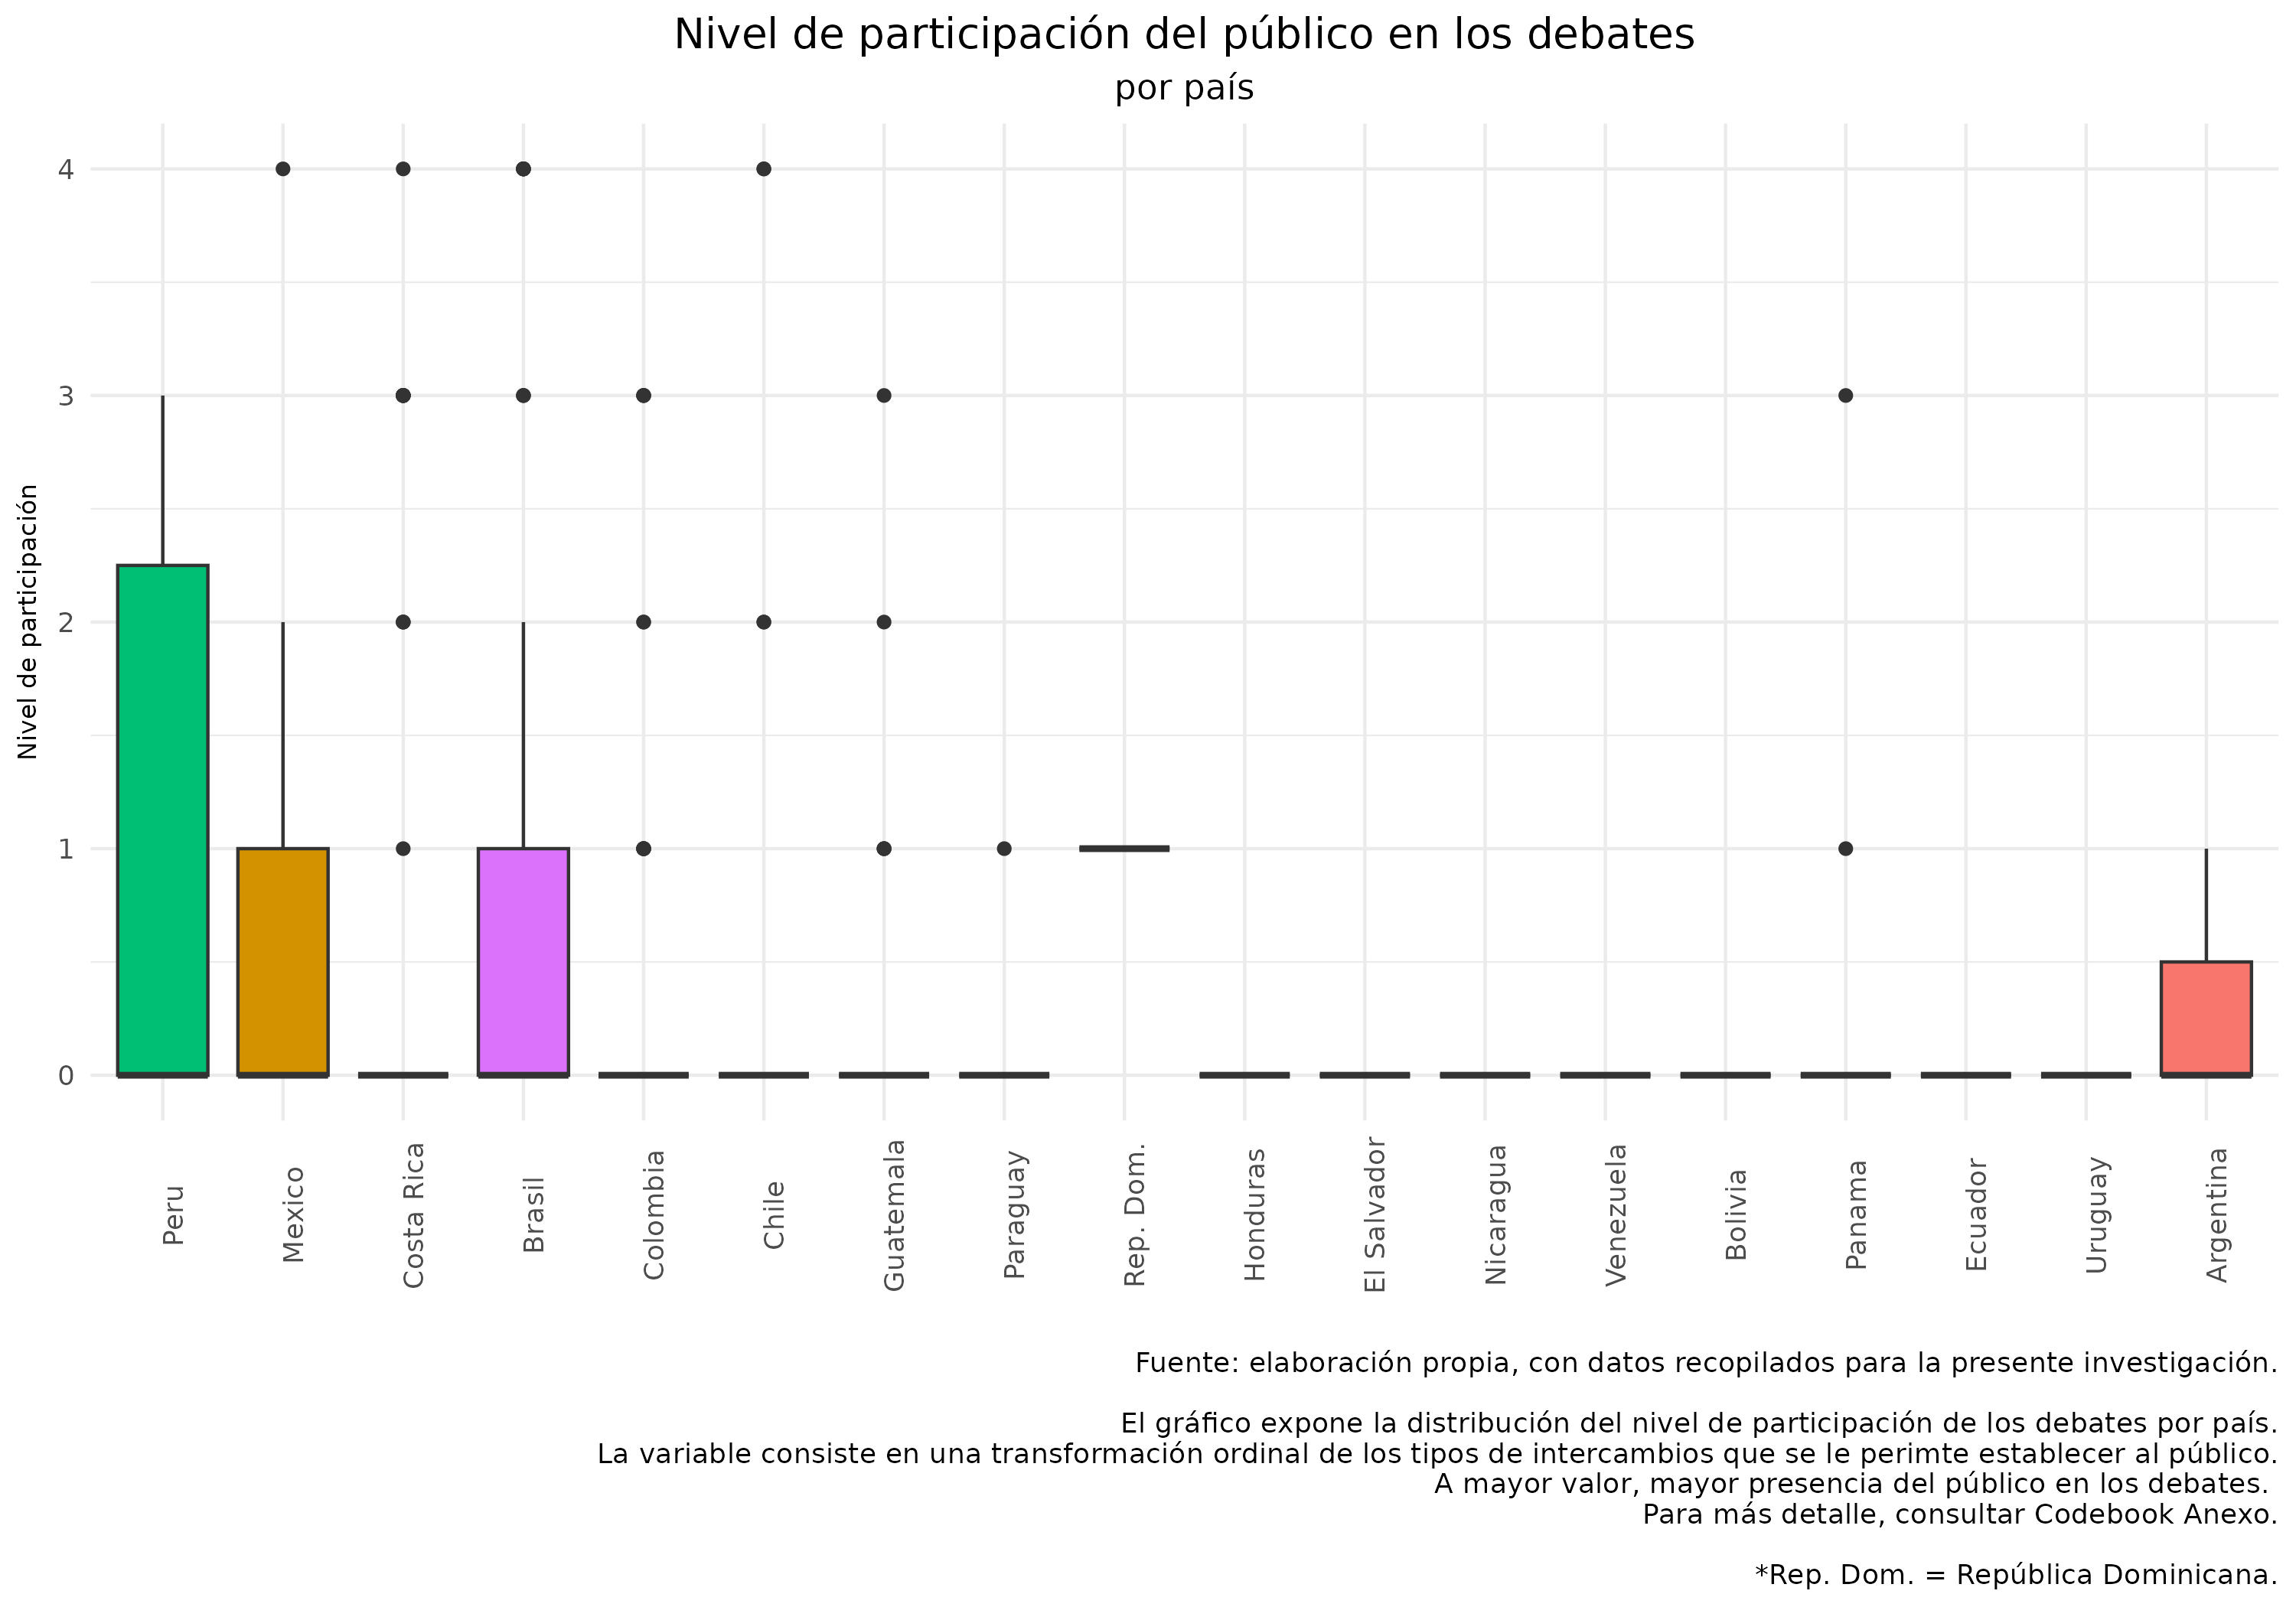 Nivel de participación del público en los debates
por país
Nivel de participación
4
3
2
1
0
Peru
Mexico
Costa Rica
Brasil
Colombia
Chile
Guatemala
Paraguay
Rep. Dom.
Honduras
El Salvador
Nicaragua
Venezuela
Bolivia
Panama
Ecuador
Uruguay
Argentina
Fuente: elaboración propia, con datos recopilados para la presente investigación.
El gráfico expone la distribución del nivel de participación de los debates por país.
La variable consiste en una transformación ordinal de los tipos de intercambios que se le perimte establecer al público.
A mayor valor, mayor presencia del público en los debates.
Para más detalle, consultar Codebook Anexo.
*Rep. Dom. = República Dominicana.